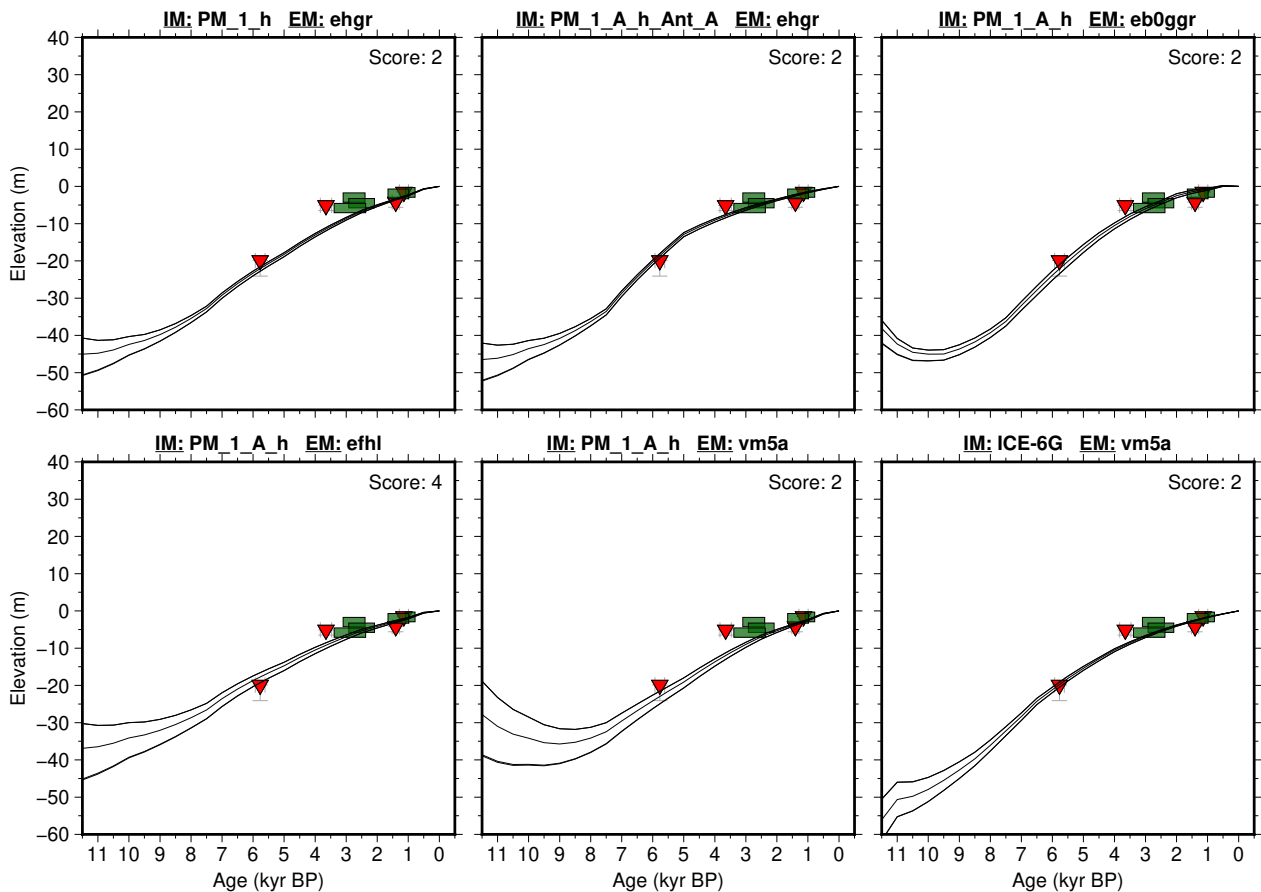 IM: PM_1_h EM: ehgr
IM: PM_1_A_h_Ant_A EM: ehgr
IM: PM_1_A_h EM: eb0ggr
40
30
20
10
0
−10
−20
−30
−40
−50
−60
Elevation (m)
Score: 2
Score: 2
Score: 2
IM: PM_1_A_h EM: efhl
IM: PM_1_A_h EM: vm5a
IM: ICE-6G EM: vm5a
40
30
20
10
0
−10
−20
−30
−40
−50
−60
Elevation (m)
Score: 4
Score: 2
Score: 2
11 10 9 8 7 6 5 4 3 2 1 0
11 10 9 8 7 6 5 4 3 2 1 0
11 10 9 8 7 6 5 4 3 2 1 0
Age (kyr BP)
Age (kyr BP)
Age (kyr BP)